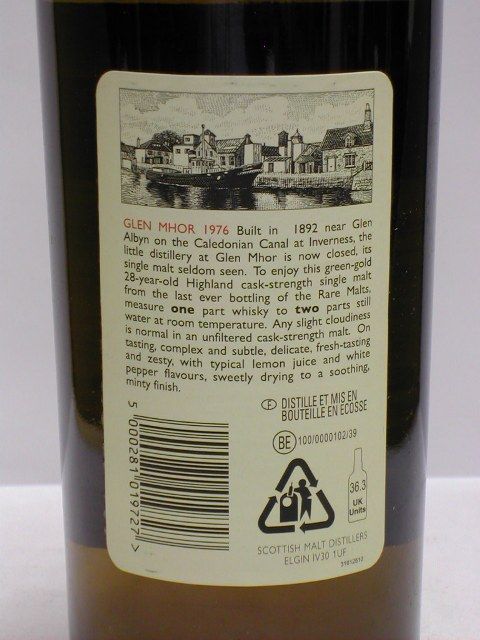 GLEN MHOR 1976 Built in 1892 near Glen
Albyn on the Caledonian Canal at Inverness, the
little distillery at Glen Mhor is now closed, its
single malt seldom seen. To enjoy this green-gold
28-year-old Highland cask-strength single malt
from the last ever bottling of the Rare Malts,
measure one part whisky to two parts still
water at room temperature. Any slight cloudiness
is normal in an unfiltered cask-strength malt. On
tasting, complex and subtle, delicate, fresh-tasting
and zesty, with typical lemon juice and white
pepper flavours, sweetly drying to a soothing,
minty finish.
F DISTILLE ET MIS EN
BOUTEILLE EN ECOSSE
BE 100/0000102/39
36.3
UK
Units
5 000281 019727 >
SCOTTISH MALT DISTILLERS
ELGIN IV30 1UF